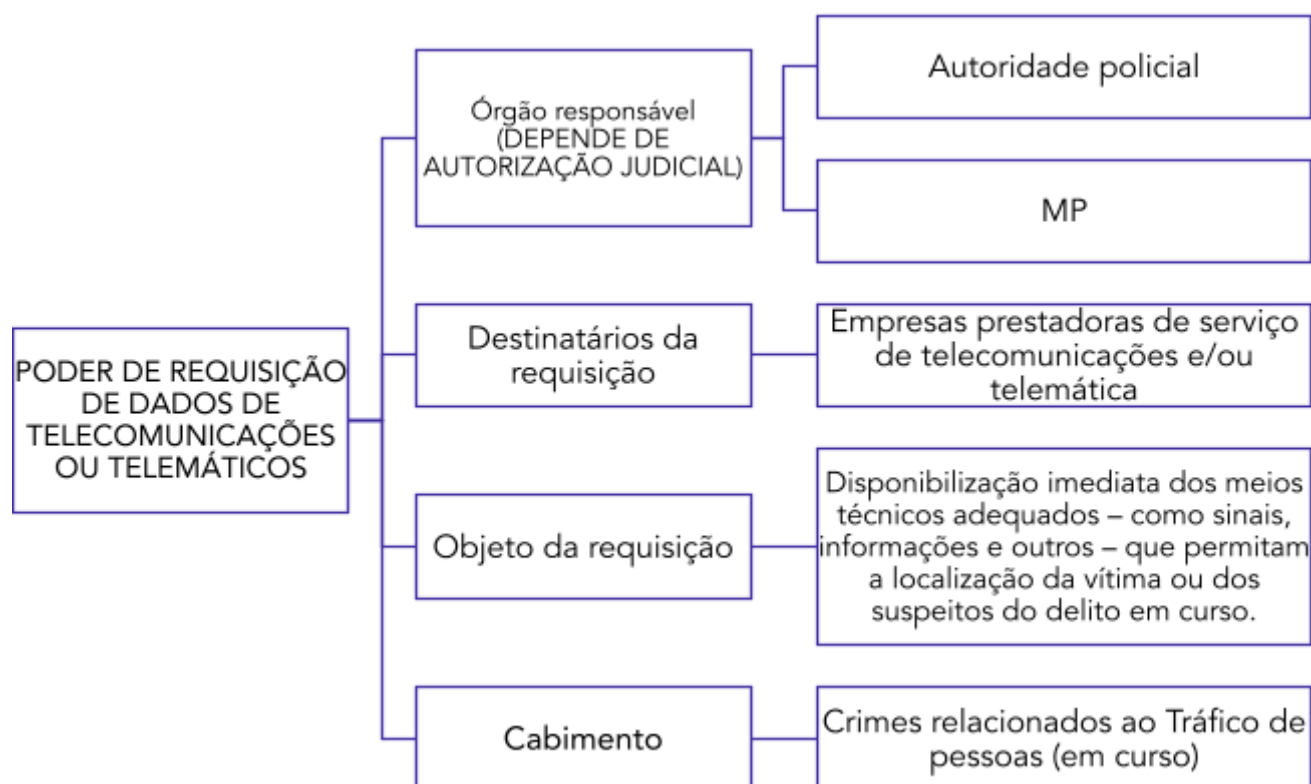 PODER DE REQUISIÇÃO
DE DADOS DE
TELECOMUNICAÇÕES
OU TELEMÁTICOS
Órgão responsável
(DEPENDE DE
AUTORIZAÇÃO JUDICIAL)
Autoridade policial
MP
Destinatários da
requisição
Empresas prestadoras de serviço
de telecomunicações e/ou
telemática
Objeto da requisição
Disponibilização imediata dos meios
técnicos adequados – como sinais,
informações e outros – que permitam
a localização da vítima ou dos
suspeitos do delito em curso.
Cabimento
Crimes relacionados ao Tráfico de
pessoas (em curso)